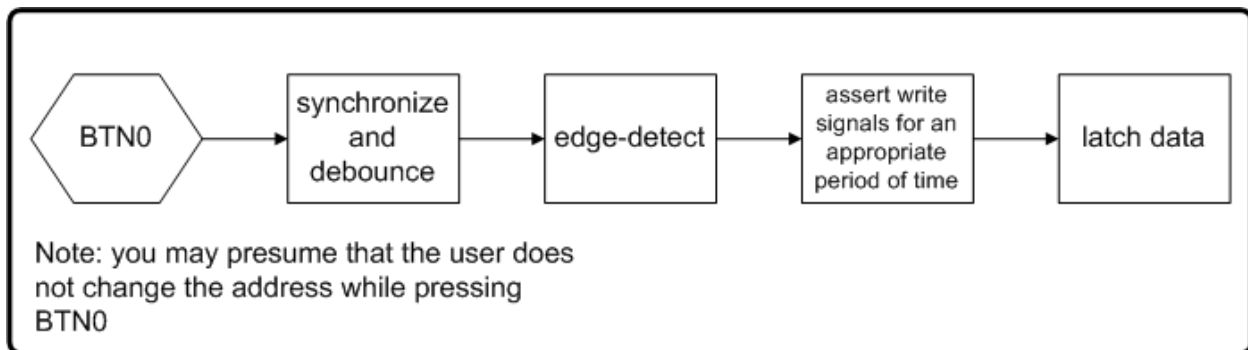 BTN0
synchronize
and
debounce
edge-detect
assert write
signals for an
appropriate
period of time
latch data
Note: you may presume that the user does
not change the address while pressing
BTN0